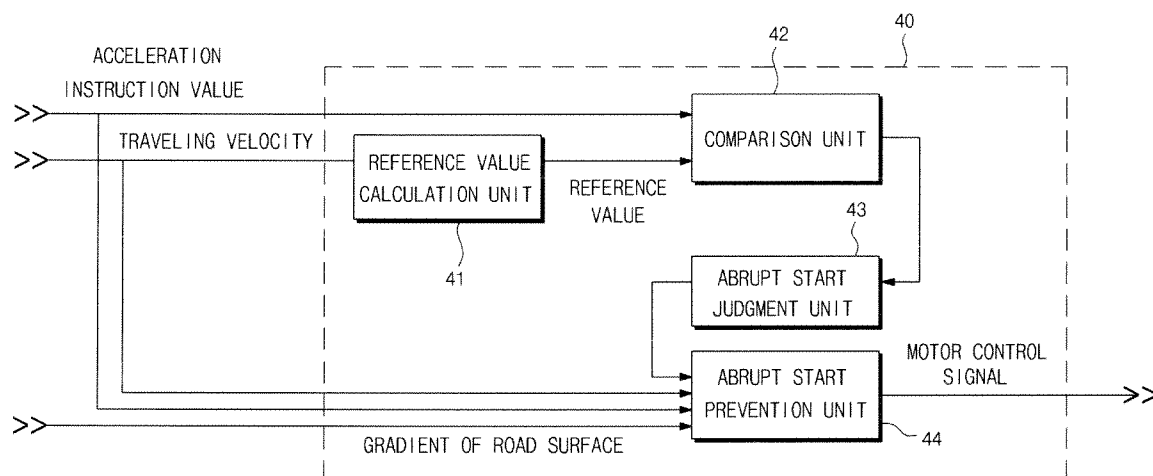 40
42
ACCELERATION
INSTRUCTION VALUE
COMPARISON UNIT
TRAVELING VELOCITY
REFERENCE VALUE
CALCULATION UNIT
REFERENCE
VALUE
41
43
ABRUPT START
JUDGMENT UNIT
MOTOR CONTROL
SIGNAL
ABRUPT START
PREVENTION UNIT
44
GRADIENT OF ROAD SURFACE